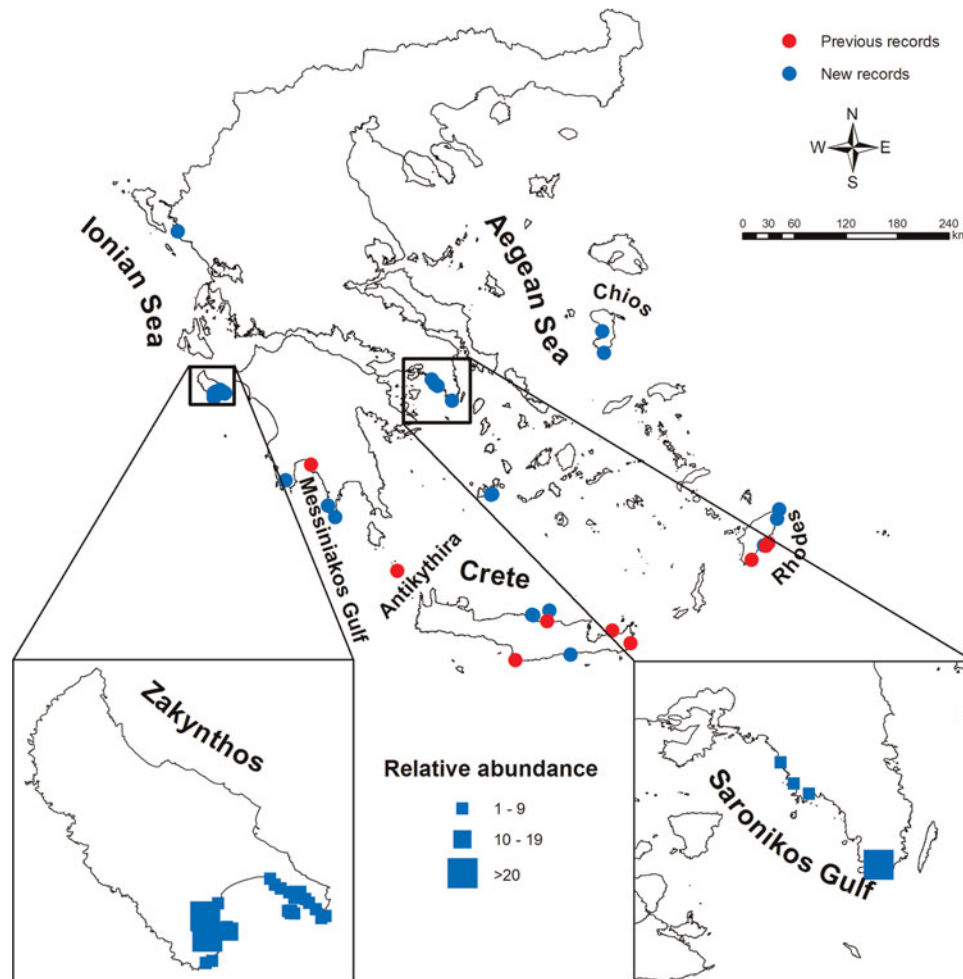 Previous records
New records
N
W E
S
0 30 60 120 180 240
km
Ionian Sea
Aegean Sea
Chios
Messiniakos Gulf
Antikythira
Crete
Rhodes
Zakynthos
Relative abundance
1 - 9
10 - 19
>20
Saronikos Gulf